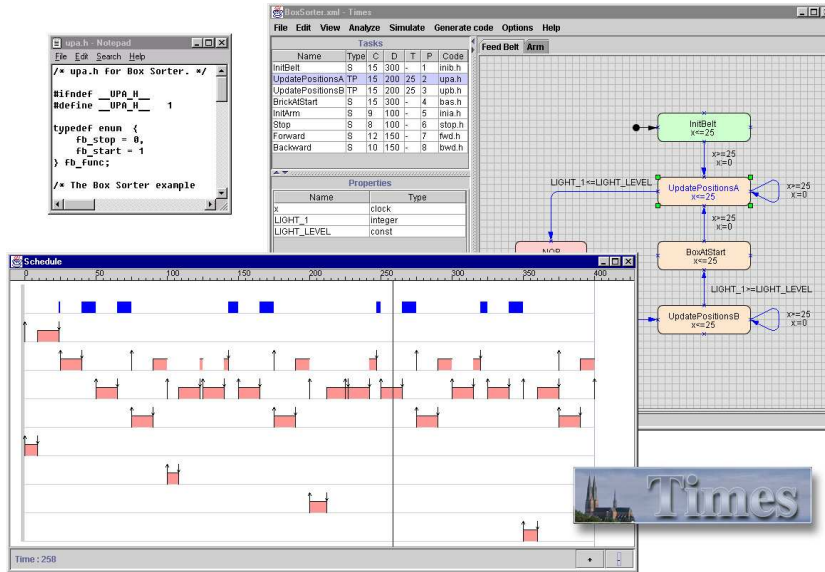 BoxSorter.xml - Times
File Edit View Analyze Simulate Generate code Options Help
upa.h - Notepad
File Edit Search Help
/* upa.h for Box Sorter. */
#ifndef __UPA_H__
#define __UPA_H__ 1
typedef enum {
fb_stop = 0,
fb_start = 1
} fb_func;
/* The Box Sorter example
Tasks
Name Type C D T P Code
InitBelt S 15 300 - 1 inib.h
UpdatePositionsA TP 15 200 25 2 upa.h
UpdatePositionsB TP 15 200 25 3 upb.h
BrickAtStart S 15 300 - 4 bas.h
InitArm S 9 100 - 5 inia.h
Stop S 8 100 - 6 stop.h
Forward S 12 150 - 7 fwd.h
Backward S 10 150 - 8 bwd.h
Properties
Name Type
x clock
LIGHT_1 integer
LIGHT_LEVEL const
Feed Belt Arm
InitBelt
x<=25
x>=25
x:=0
LIGHT_1<=LIGHT_LEVEL
UpdatePositionsA
x<=25
x>=25
x:=0
x>=25
x:=0
NOP
BoxAtStart
x<=25
LIGHT_1>=LIGHT_LEVEL
UpdatePositionsB
x<=25
x>=25
x:=0
Schedule
0 50 100 150 200 250 300 350 400
Time : 258
+ -
Times